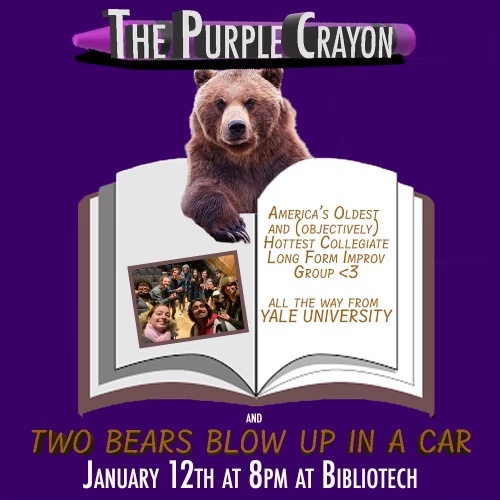 The Purple Crayon
America's Oldest
and (objectively)
Hottest Collegiate
Long Form Improv
Group <3
all the way from
Yale University
and
Two Bears Blow Up in a Car
January 12th at 8pm at Bibliotech